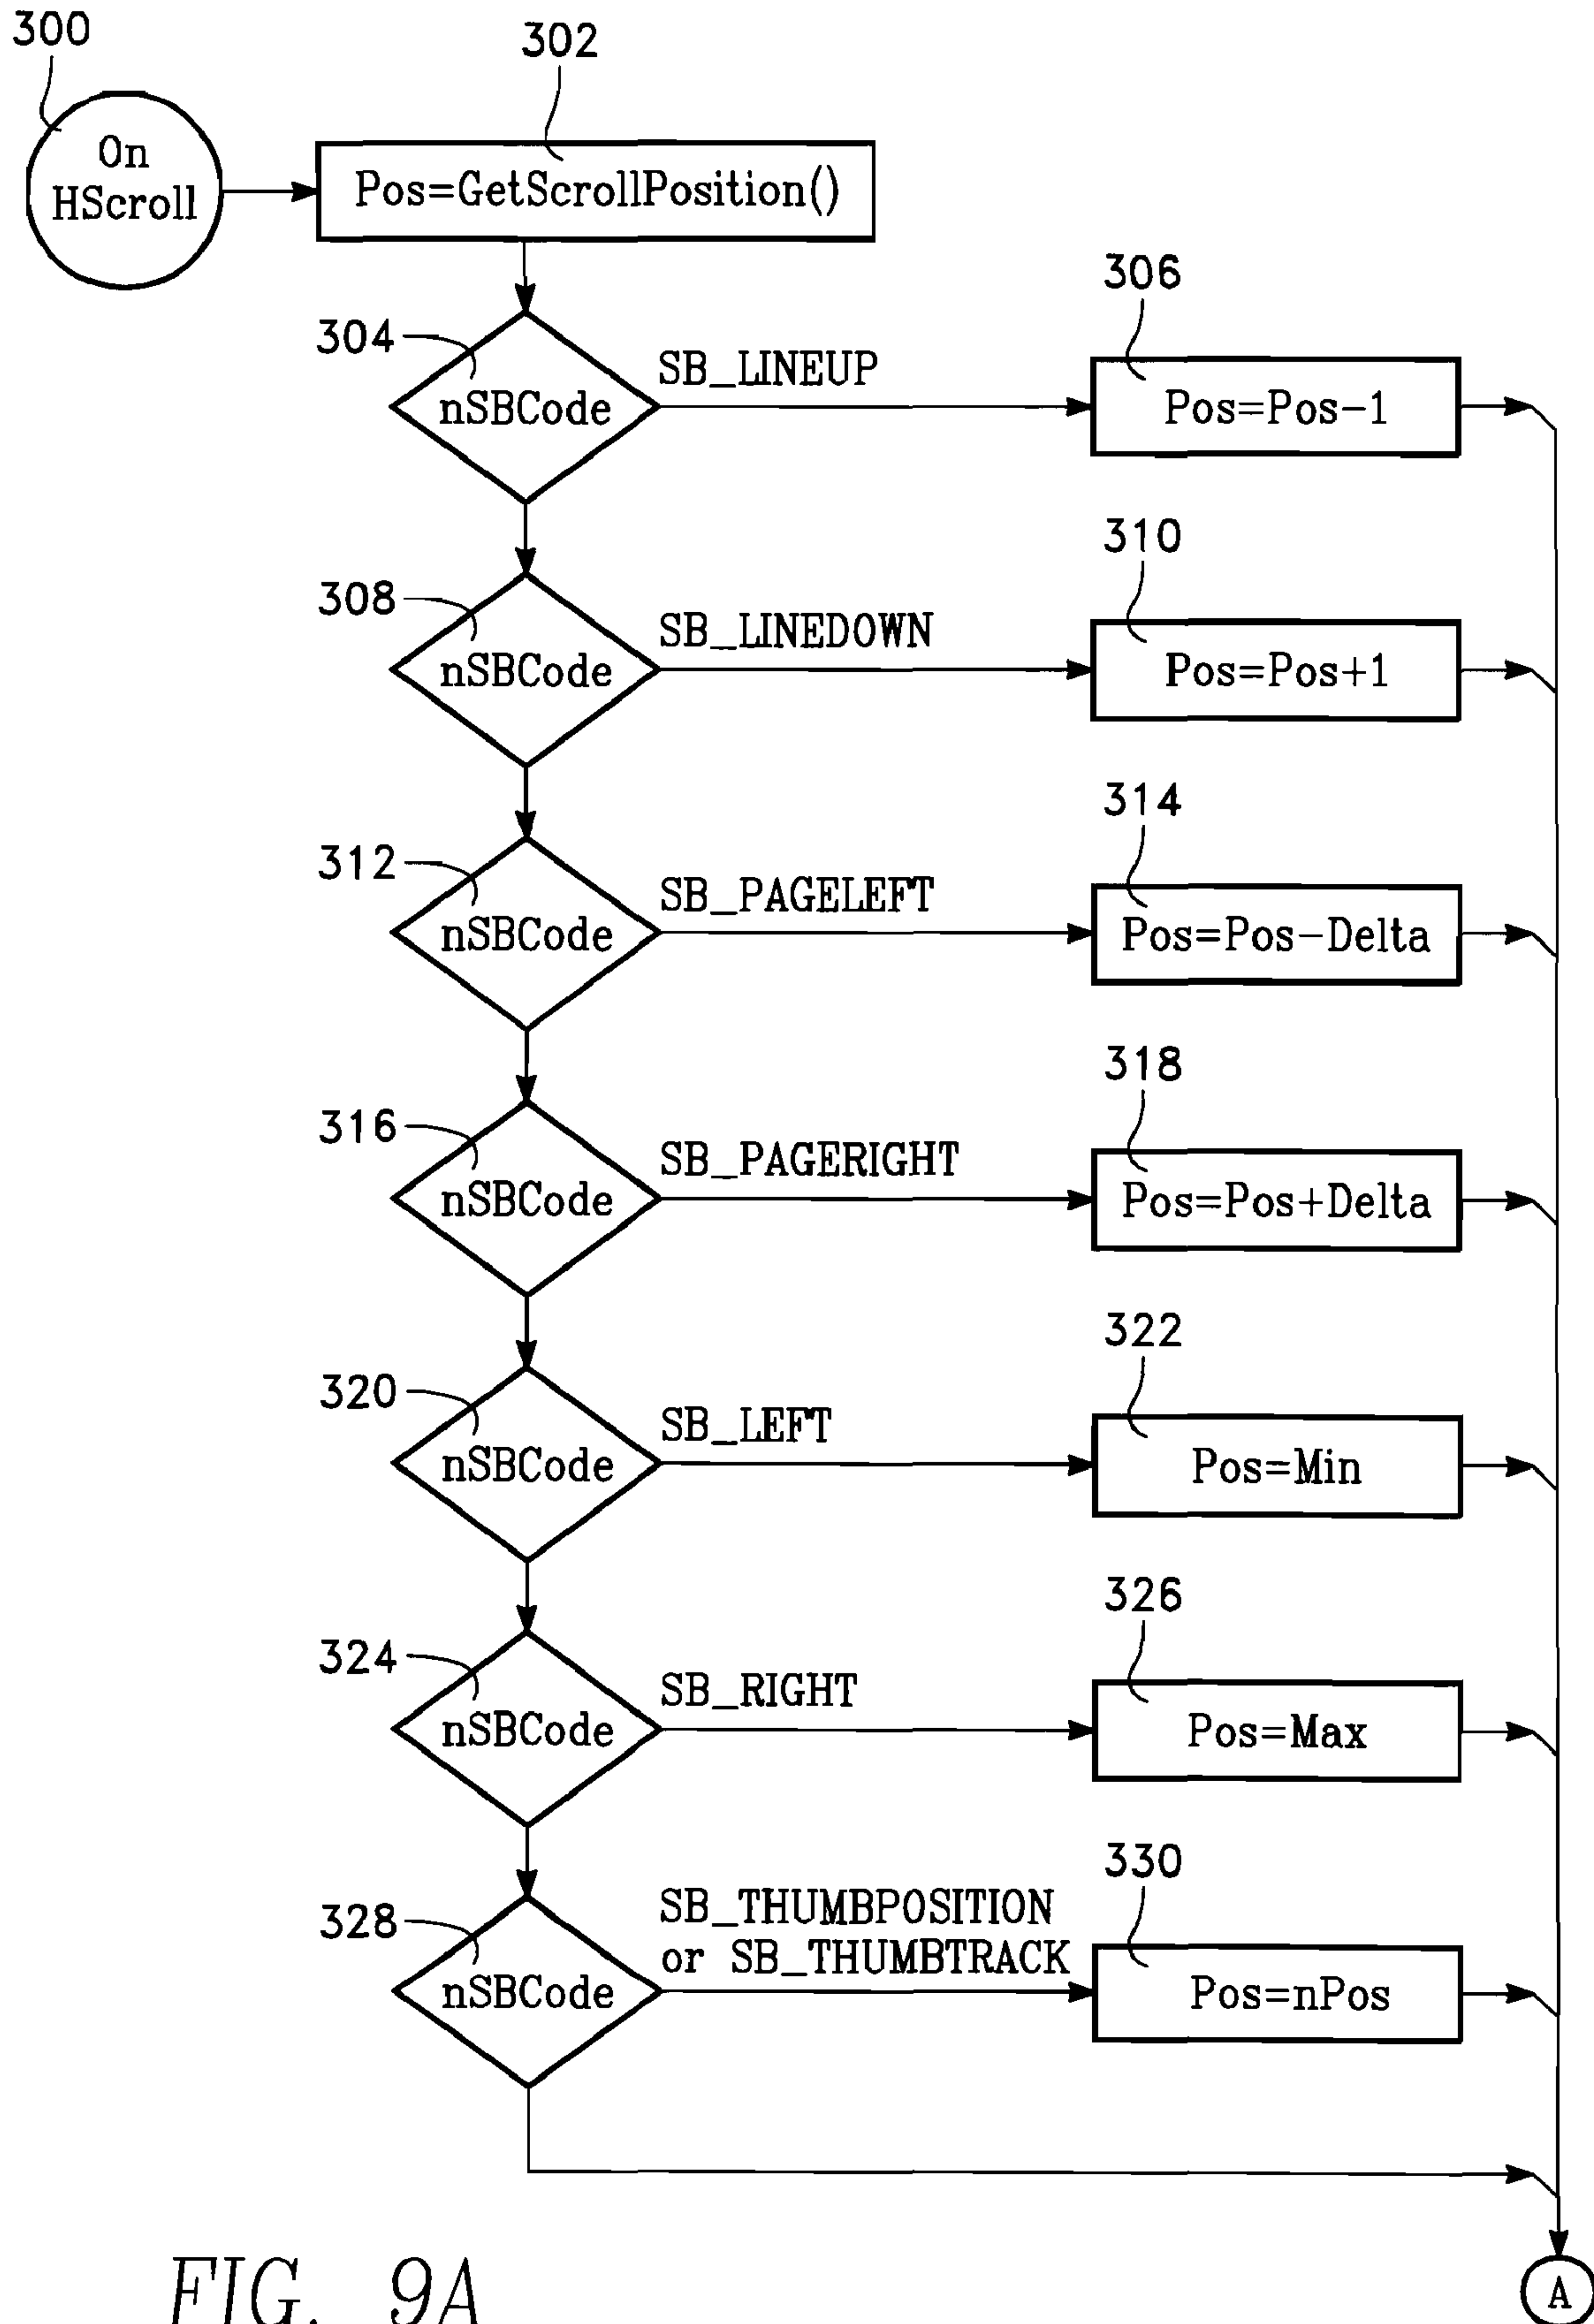 300
302
On
HScroll
Pos=GetScrollPosition()
306
304
SB_LINEUP
nSBCode
Pos=Pos-1
310
308
SB_LINEDOWN
nSBCode
Pos=Pos+1
314
312
SB_PAGELEFT
nSBCode
Pos=Pos-Delta
318
316
SB_PAGERIGHT
nSBCode
Pos=Pos+Delta
322
320
SB_LEFT
nSBCode
Pos=Min
326
324
SB_RIGHT
nSBCode
Pos=Max
330
328
SB_THUMBPOSITION
or SB_THUMBTRACK
nSBCode
Pos=nPos
FIG. 9A
A